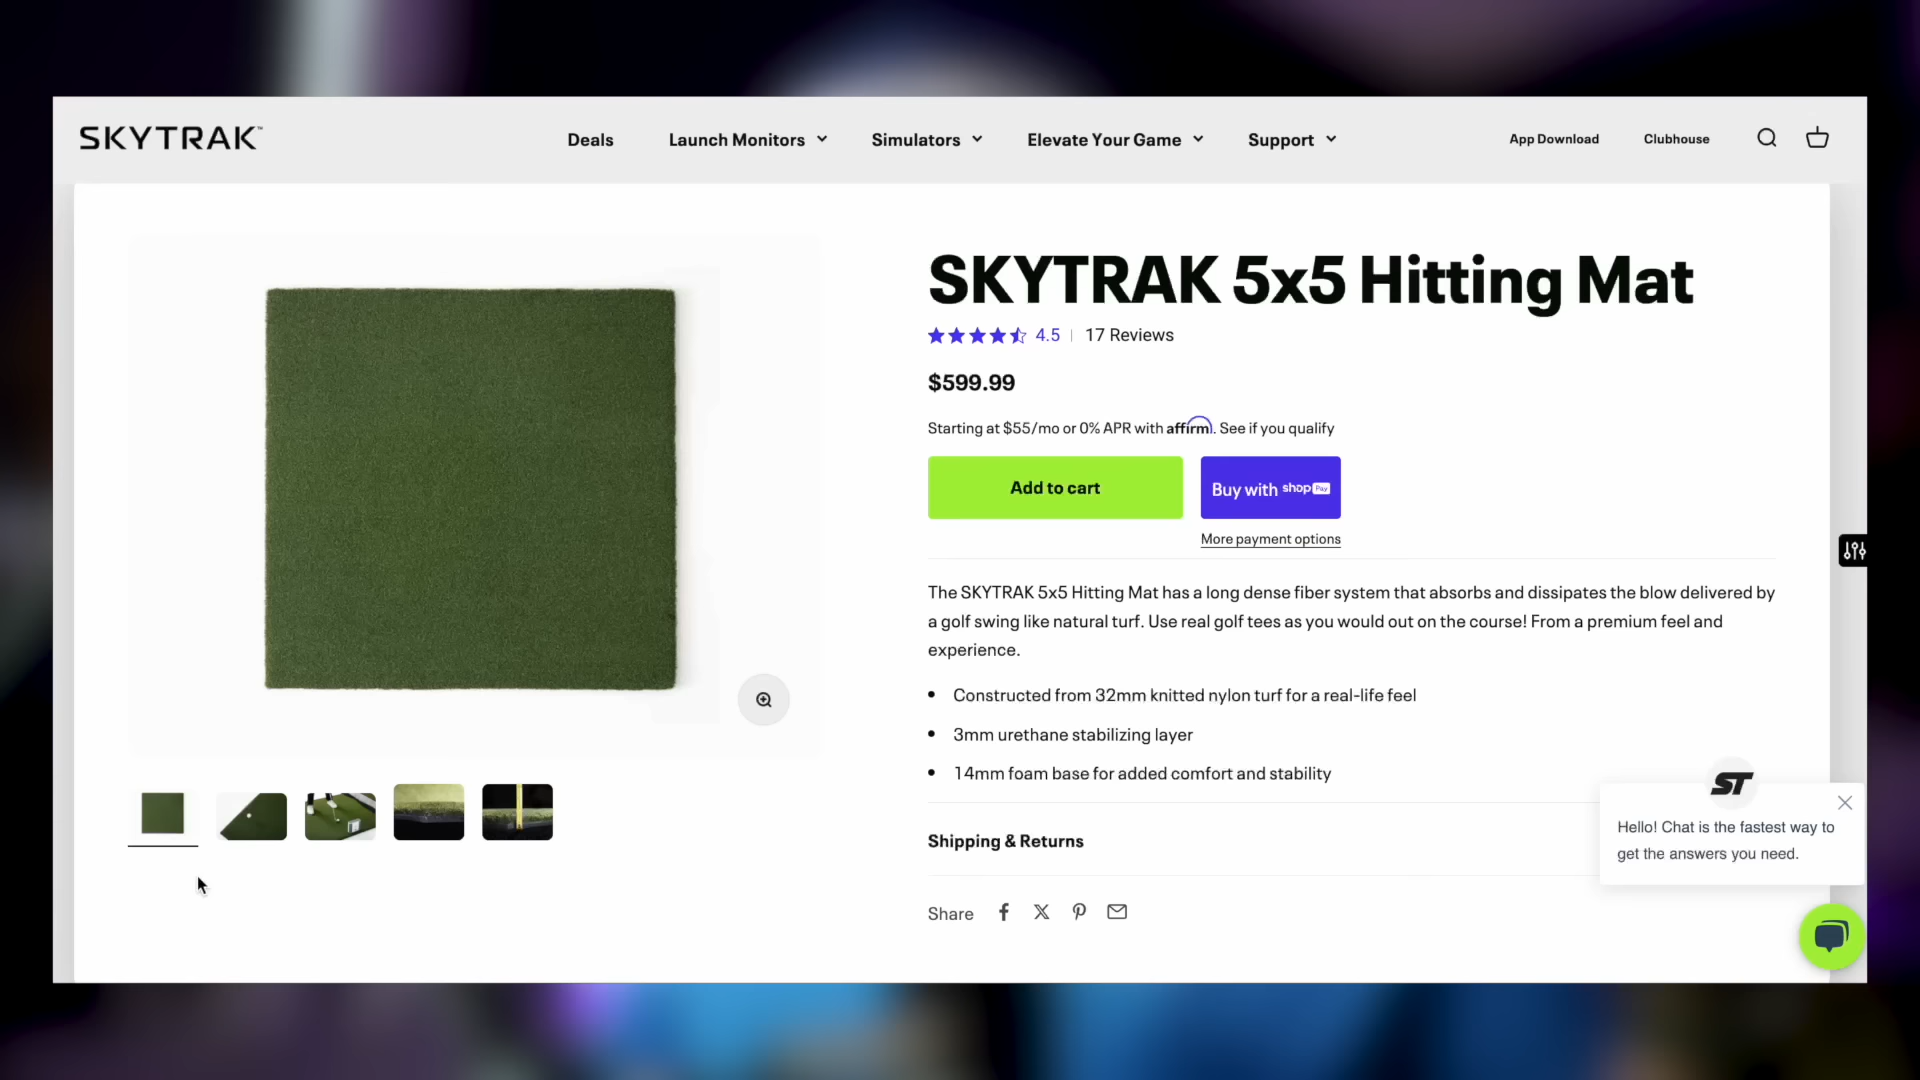 SKYTRAK™
Deals
Launch Monitors
Simulators
Elevate Your Game
Support
App Download
Clubhouse
SKYTRAK 5x5 Hitting Mat
4.5 | 17 Reviews
$599.99
Starting at $55/mo or 0% APR with affirm. See if you qualify
Add to cart
Buy with shop Pay
More payment options
The SKYTRAK 5x5 Hitting Mat has a long dense fiber system that absorbs and dissipates the blow delivered by
a golf swing like natural turf. Use real golf tees as you would out on the course! From a premium feel and
experience.
• Constructed from 32mm knitted nylon turf for a real-life feel
• 3mm urethane stabilizing layer
• 14mm foam base for added comfort and stability
Shipping & Returns
Share
ST
Hello! Chat is the fastest way to
get the answers you need.